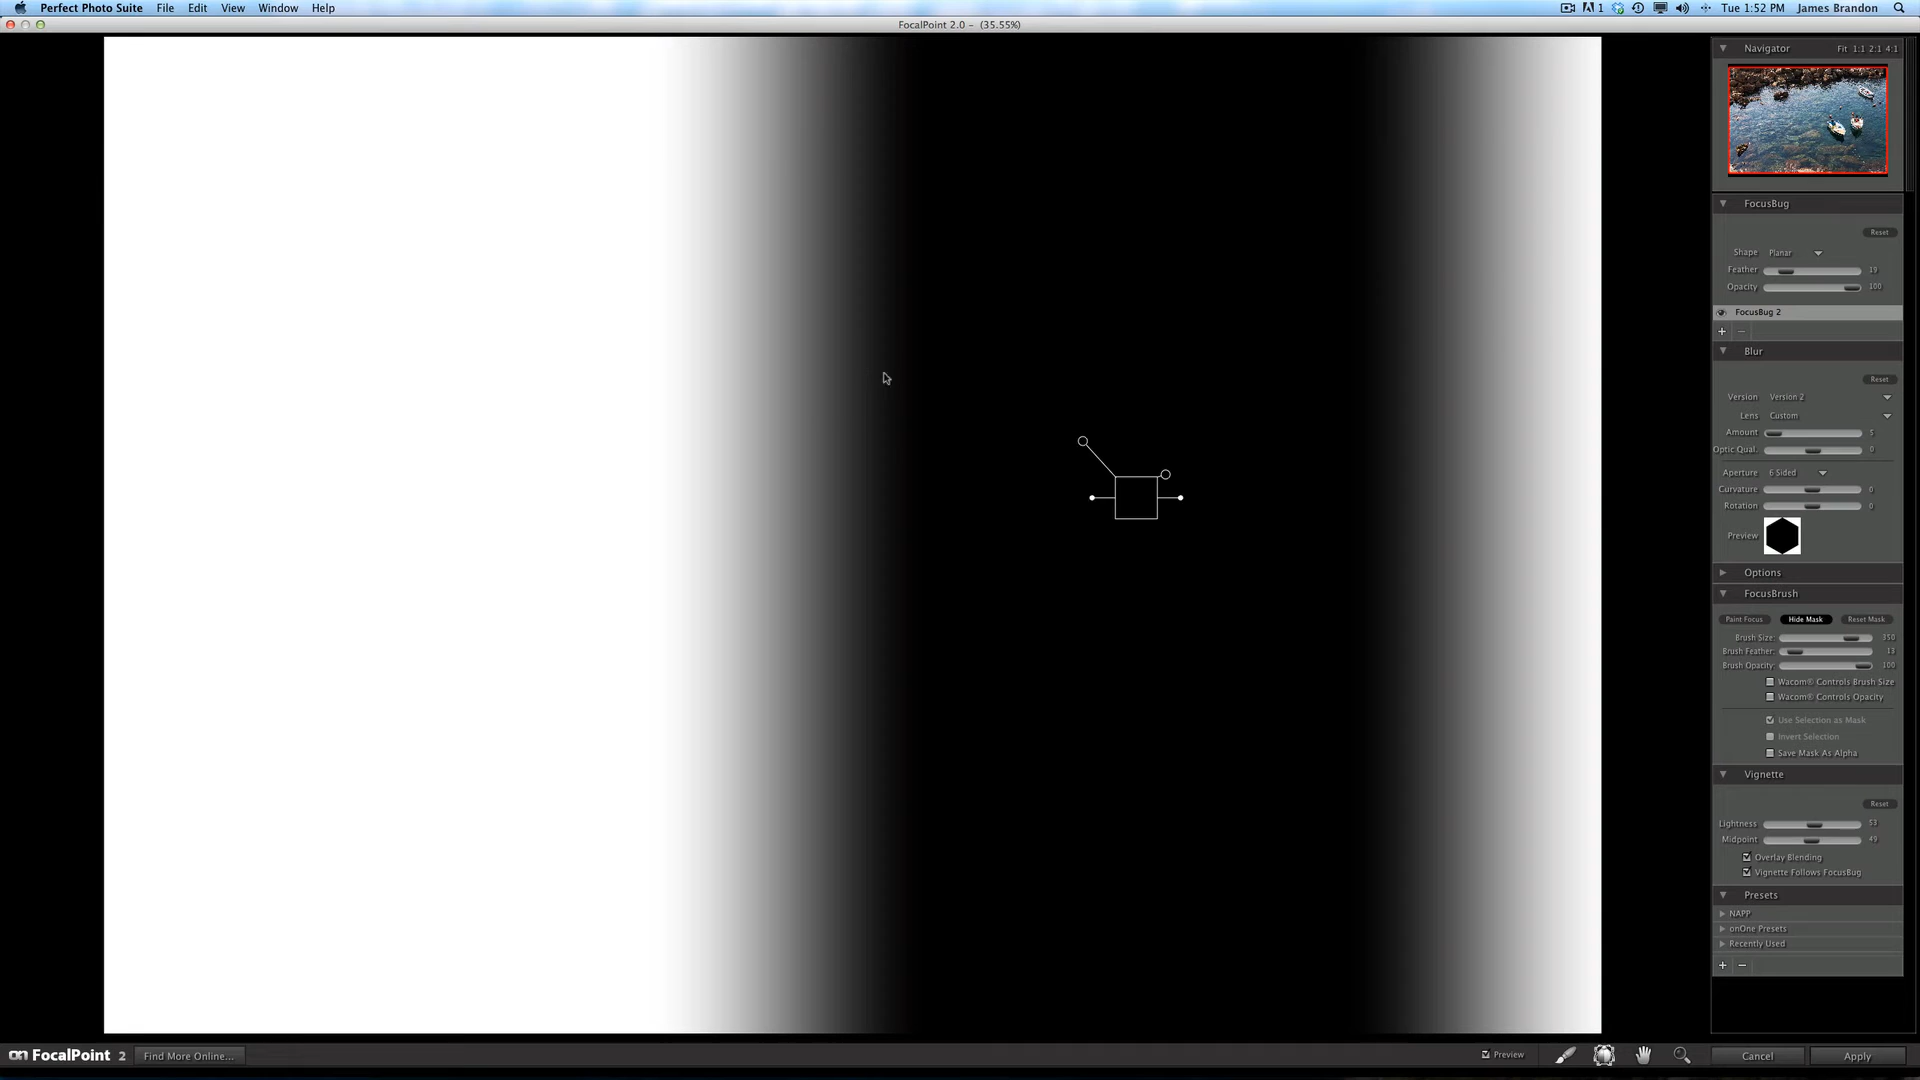 Perfect Photo Suite File Edit View Window Help
1 Tue 1:52 PM James Brandon
FocalPoint 2.0 - (35.55%)
Navigator Fit 1:1 2:1 4:1
FocusBug
Reset
Shape Planar
Feather 19
Opacity 100
FocusBug 2
+ −
Blur
Reset
Version Version 2
Lens Custom
Amount 5
Optic Qual. 0
Aperture 6 Sided
Curvature 0
Rotation 0
Preview
Options
FocusBrush
Paint Focus Hide Mask Reset Mask
Brush Size: 350
Brush Feather: 13
Brush Opacity: 100
Wacom® Controls Brush Size
Wacom® Controls Opacity
Use Selection as Mask
Invert Selection
Save Mask As Alpha
Vignette
Reset
Lightness 53
Midpoint 49
Overlay Blending
Vignette Follows FocusBug
Presets
NAPP
onOne Presets
Recently Used
+ −
on FocalPoint 2 Find More Online... Preview Cancel Apply